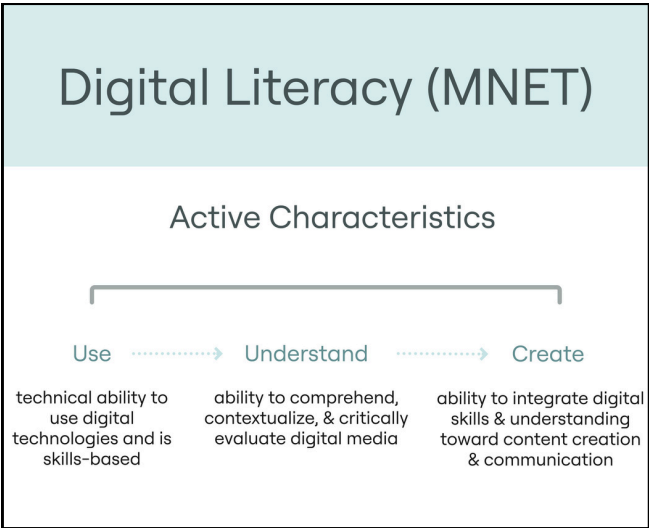 Digital Literacy (MNET)
Active Characteristics
Use
technical ability to
use digital
technologies and is
skills-based
Understand
ability to comprehend,
contextualize, & critically
evaluate digital media
Create
ability to integrate digital
skills & understanding
toward content creation
& communication